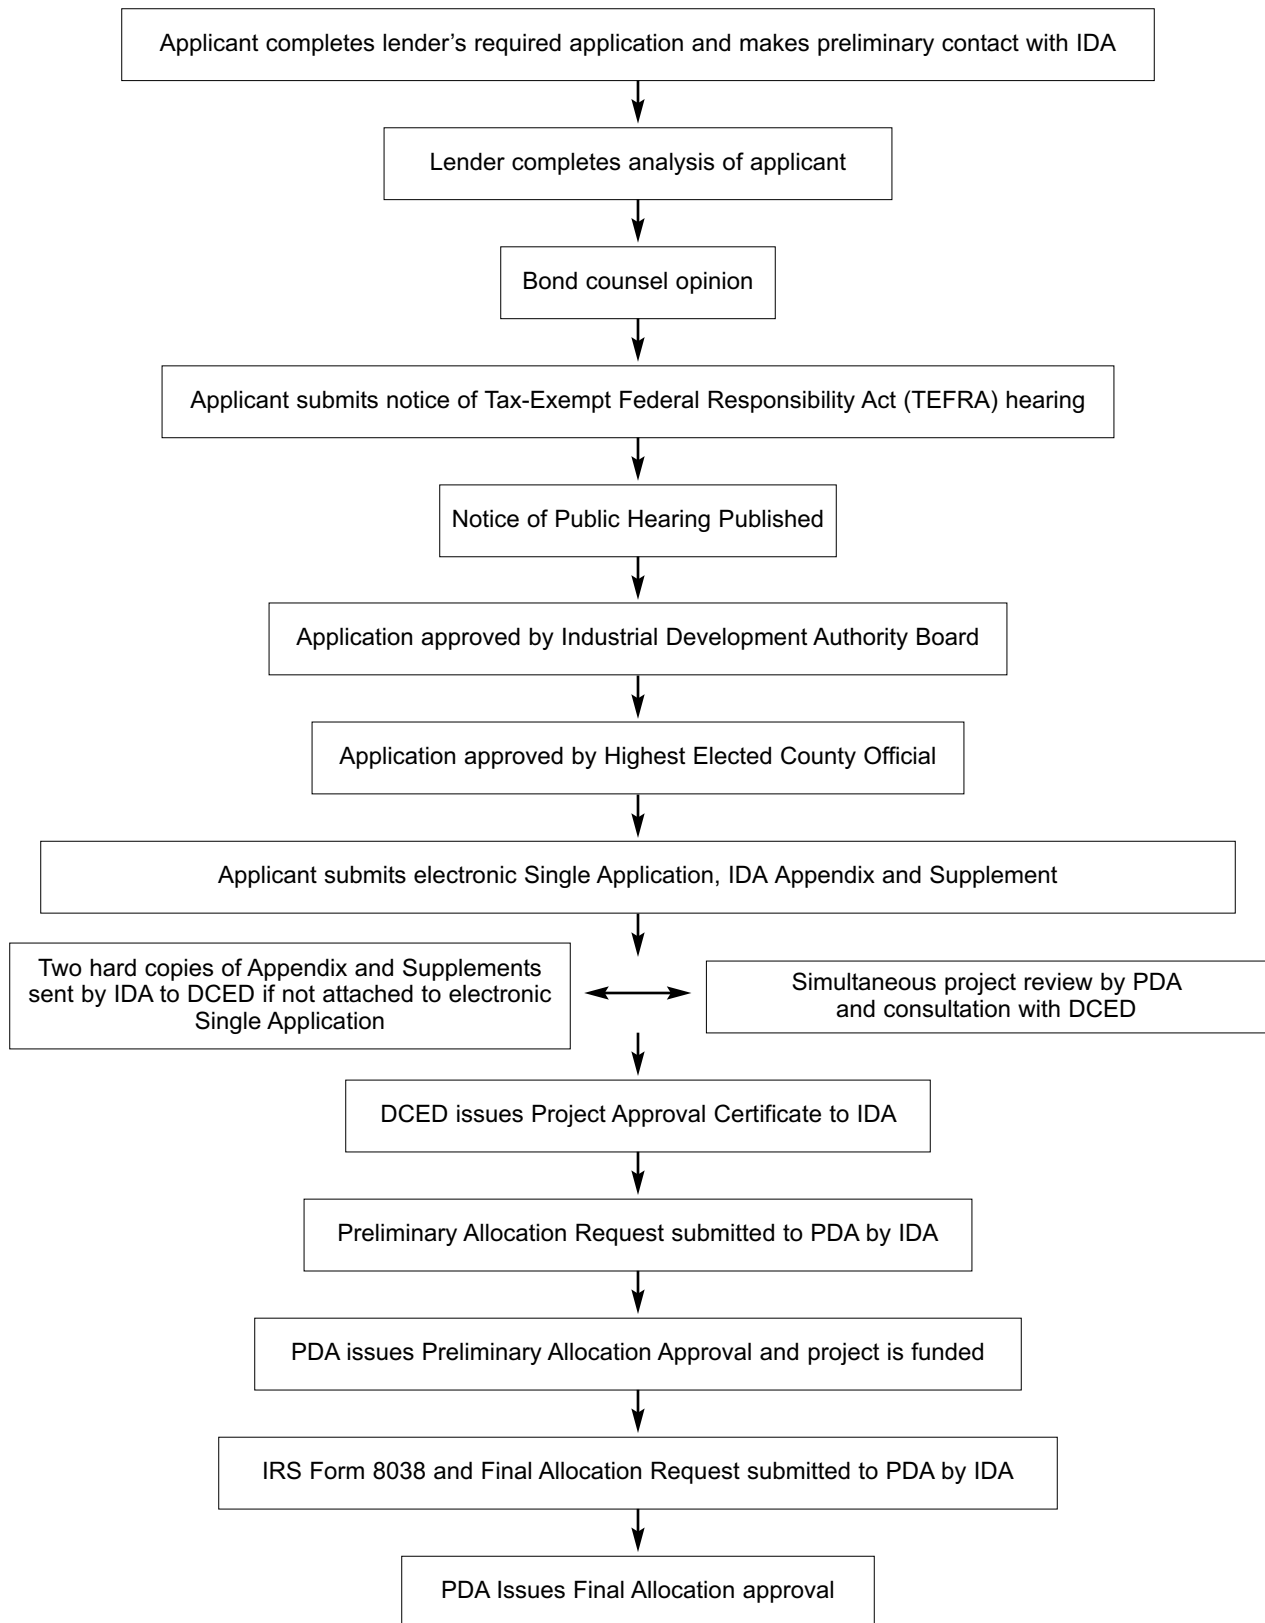 Applicant completes lender’s required application and makes preliminary contact with IDA
Lender completes analysis of applicant
Bond counsel opinion
Applicant submits notice of Tax-Exempt Federal Responsibility Act (TEFRA) hearing
Notice of Public Hearing Published
Application approved by Industrial Development Authority Board
Application approved by Highest Elected County Official
Applicant submits electronic Single Application, IDA Appendix and Supplement
Two hard copies of Appendix and Supplements
sent by IDA to DCED if not attached to electronic
Single Application
Simultaneous project review by PDA
and consultation with DCED
DCED issues Project Approval Certificate to IDA
Preliminary Allocation Request submitted to PDA by IDA
PDA issues Preliminary Allocation Approval and project is funded
IRS Form 8038 and Final Allocation Request submitted to PDA by IDA
PDA Issues Final Allocation approval